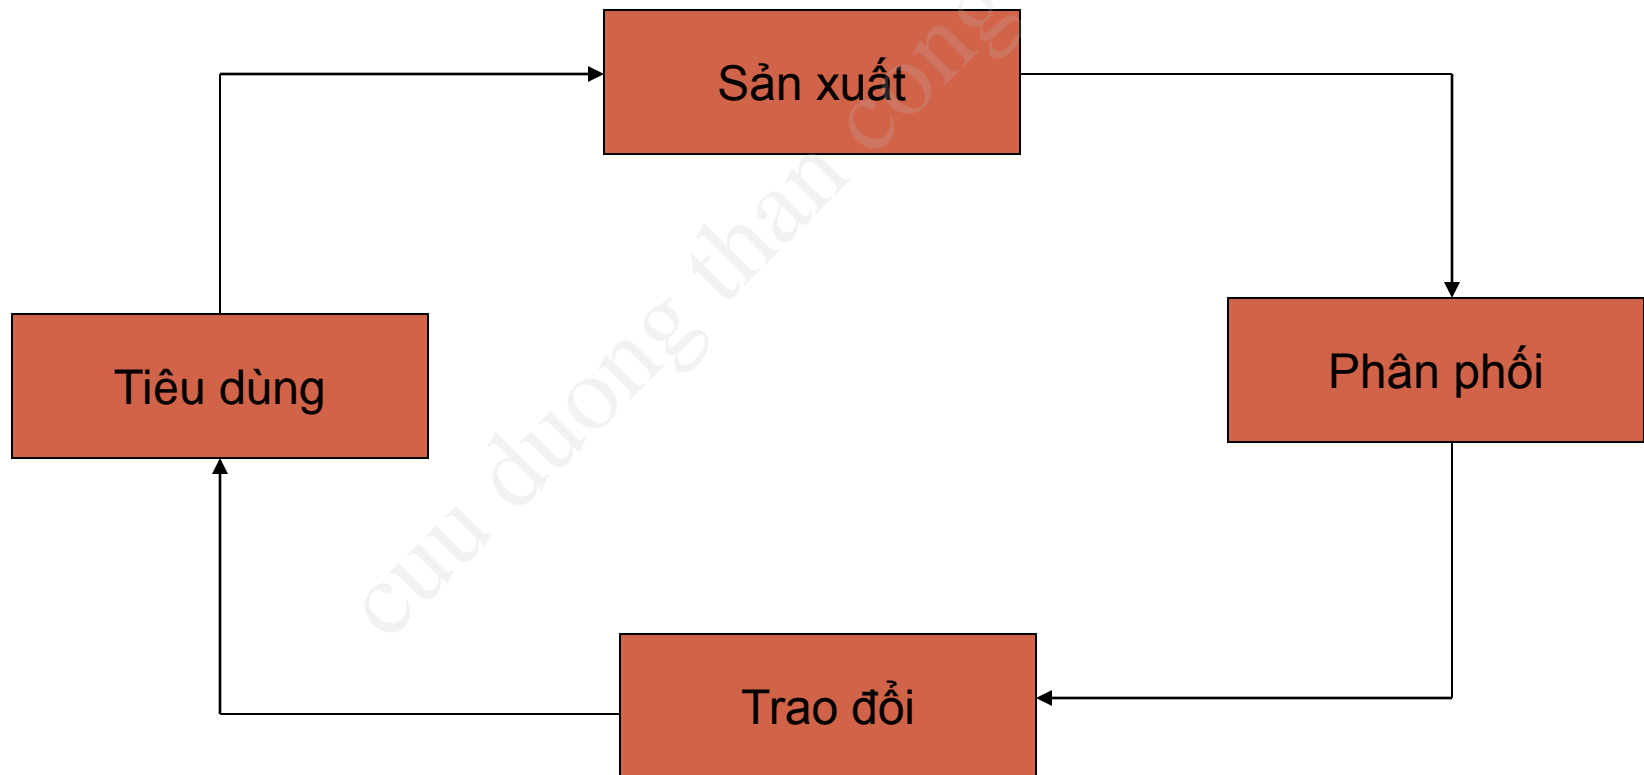 Sản xuất
Tiêu dùng
Phân phối
Trao đổi
cuu duong than cong